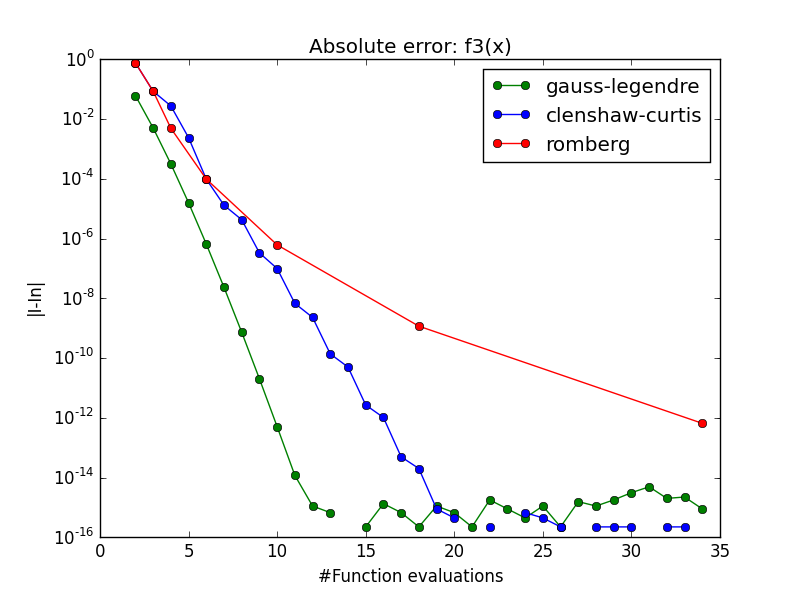 Absolute error: f3(x)
gauss-legendre
clenshaw-curtis
romberg
|I-In|
10^0
10^-2
10^-4
10^-6
10^-8
10^-10
10^-12
10^-14
10^-16
0 5 10 15 20 25 30 35
#Function evaluations